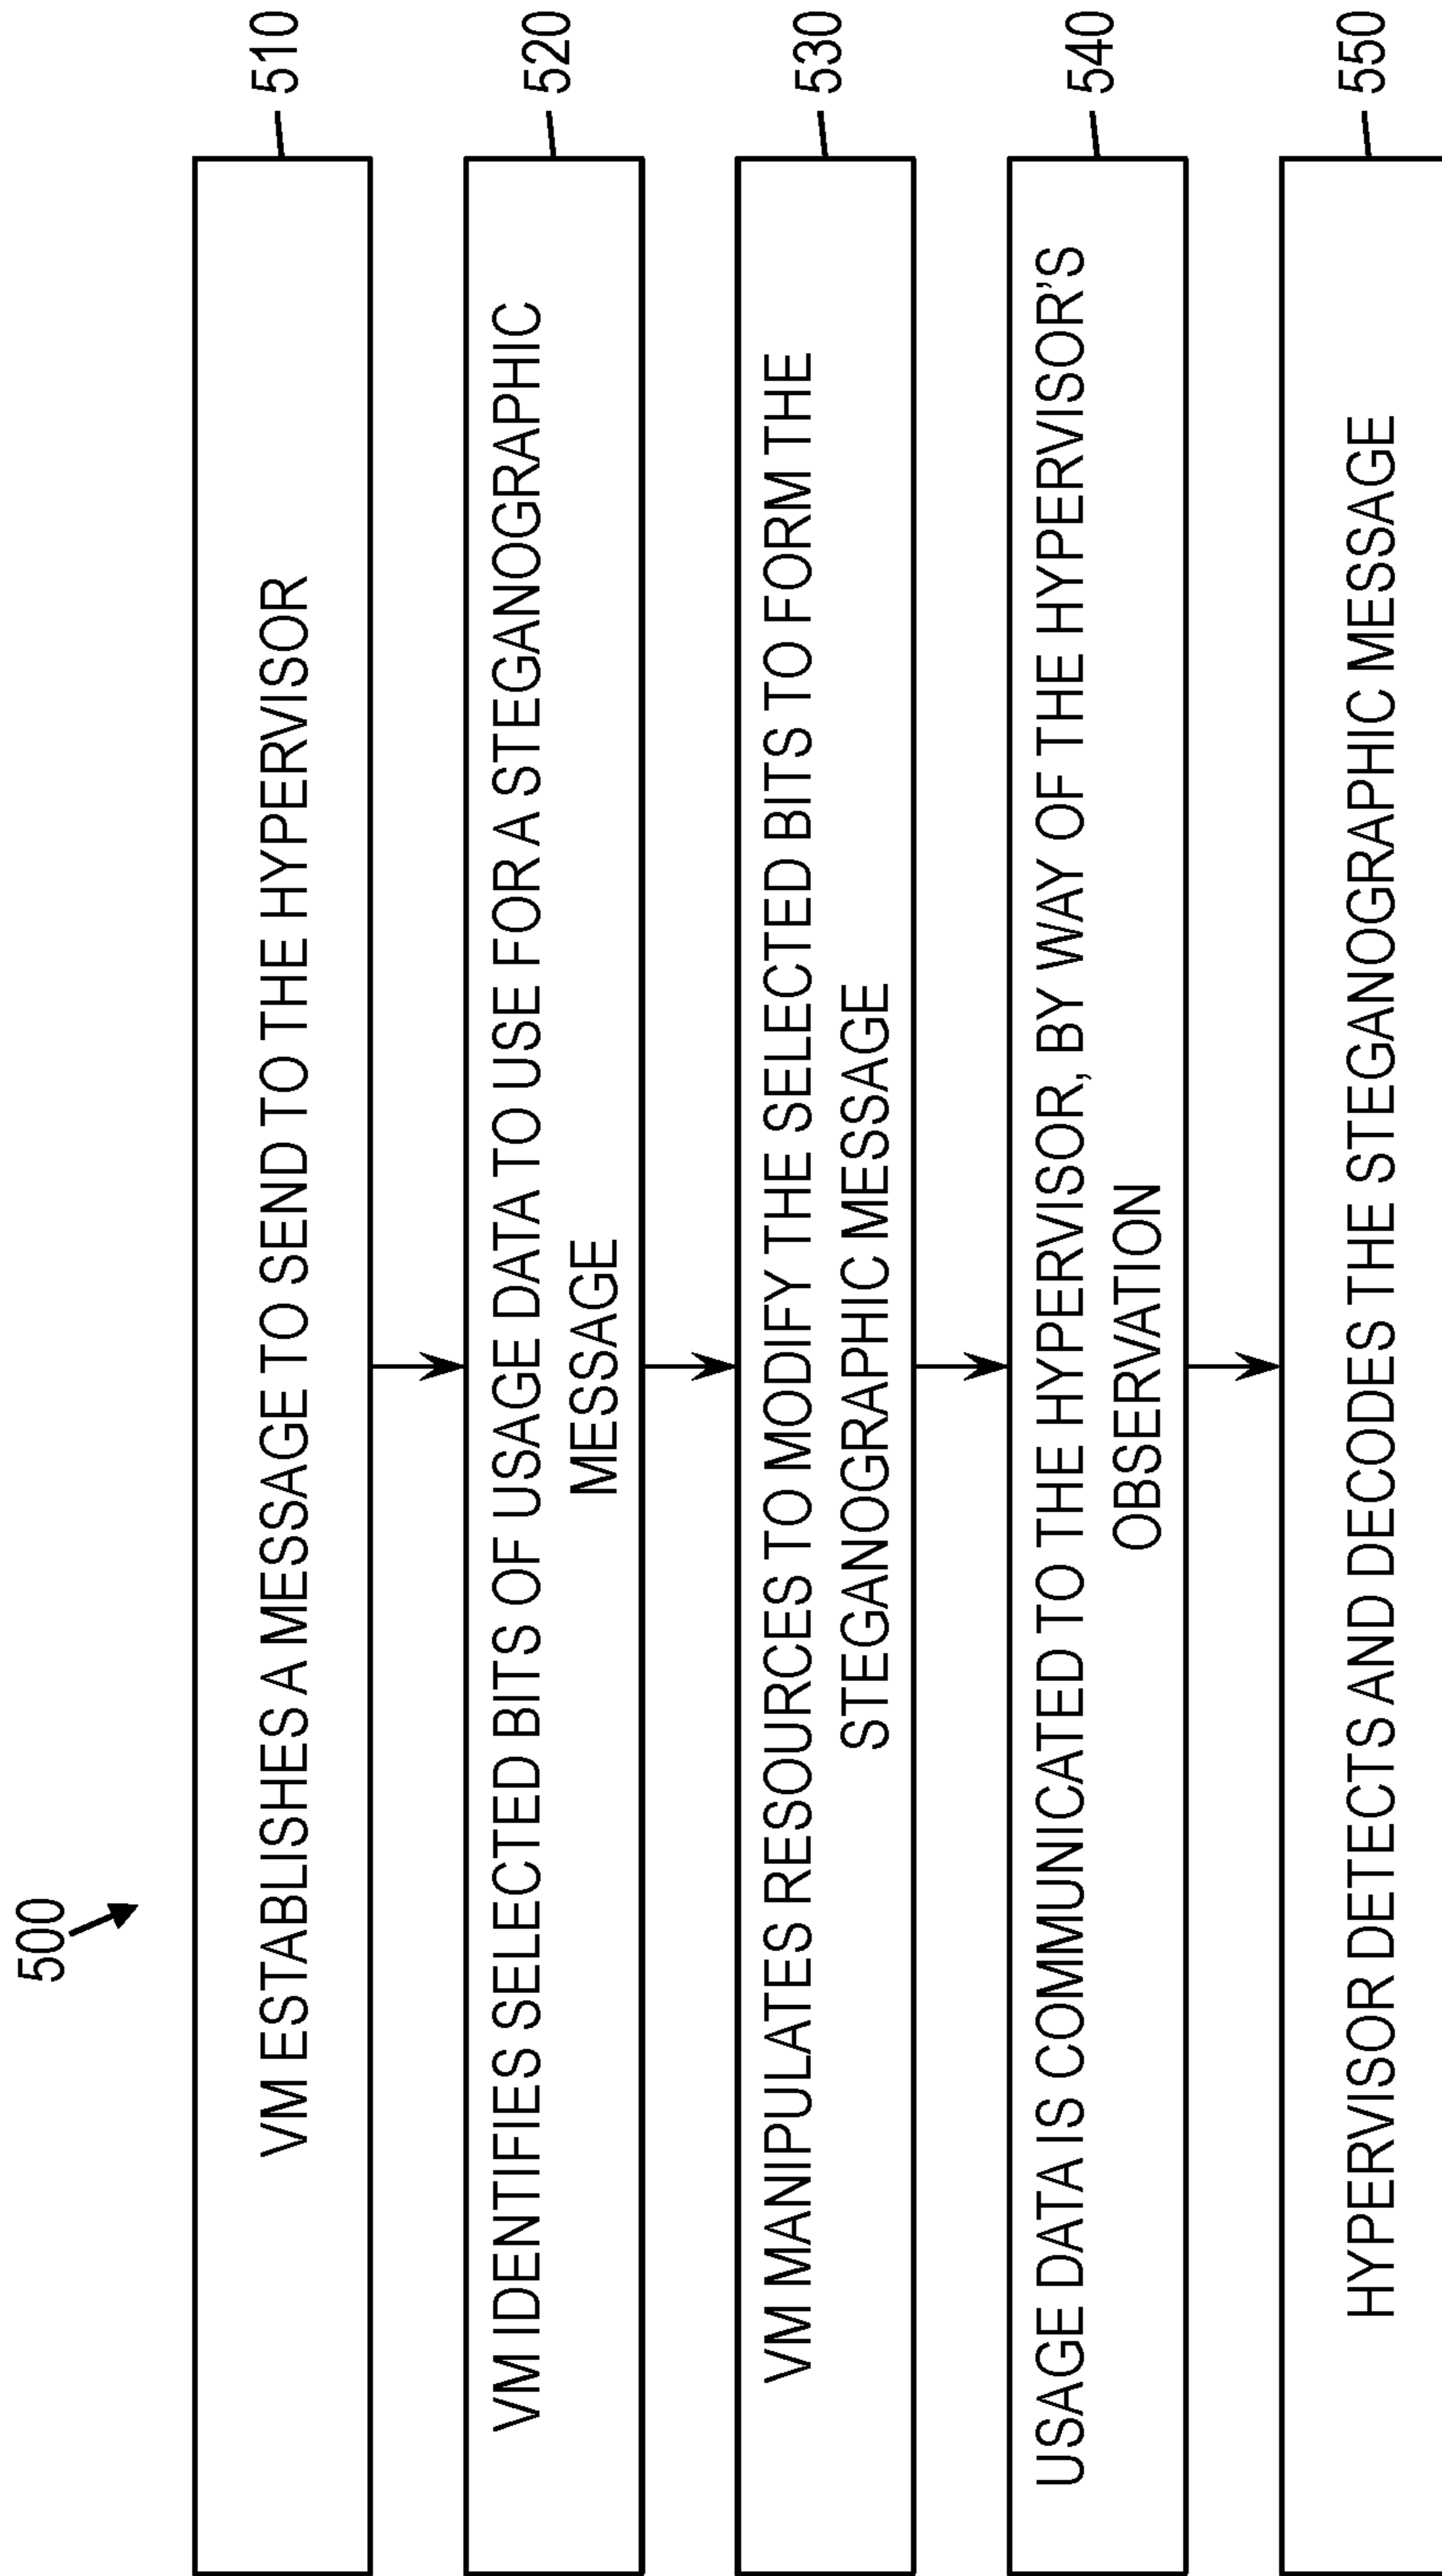 500
VM ESTABLISHES A MESSAGE TO SEND TO THE HYPERVISOR
510
VM IDENTIFIES SELECTED BITS OF USAGE DATA TO USE FOR A STEGANOGRAPHIC
MESSAGE
520
VM MANIPULATES RESOURCES TO MODIFY THE SELECTED BITS TO FORM THE
STEGANOGRAPHIC MESSAGE
530
USAGE DATA IS COMMUNICATED TO THE HYPERVISOR, BY WAY OF THE HYPERVISOR'S
OBSERVATION
540
HYPERVISOR DETECTS AND DECODES THE STEGANOGRAPHIC MESSAGE
550